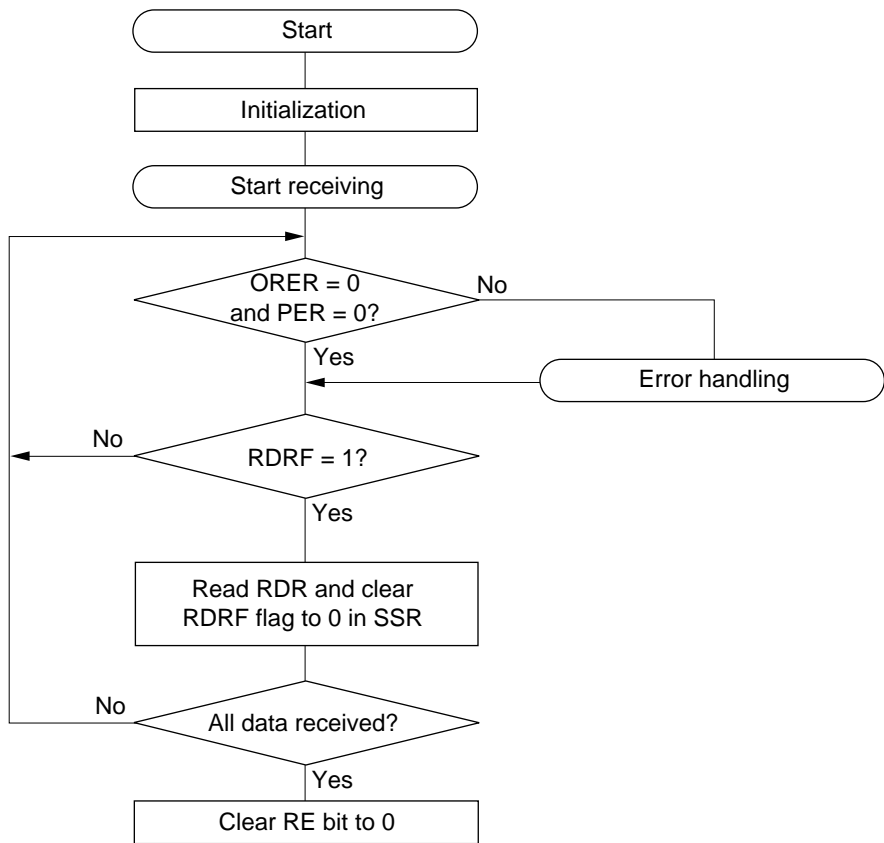 Start
Initialization
Start receiving
ORER = 0
and PER = 0?
No
Yes
Error handling
No
RDRF = 1?
Yes
Read RDR and clear
RDRF flag to 0 in SSR
No
All data received?
Yes
Clear RE bit to 0